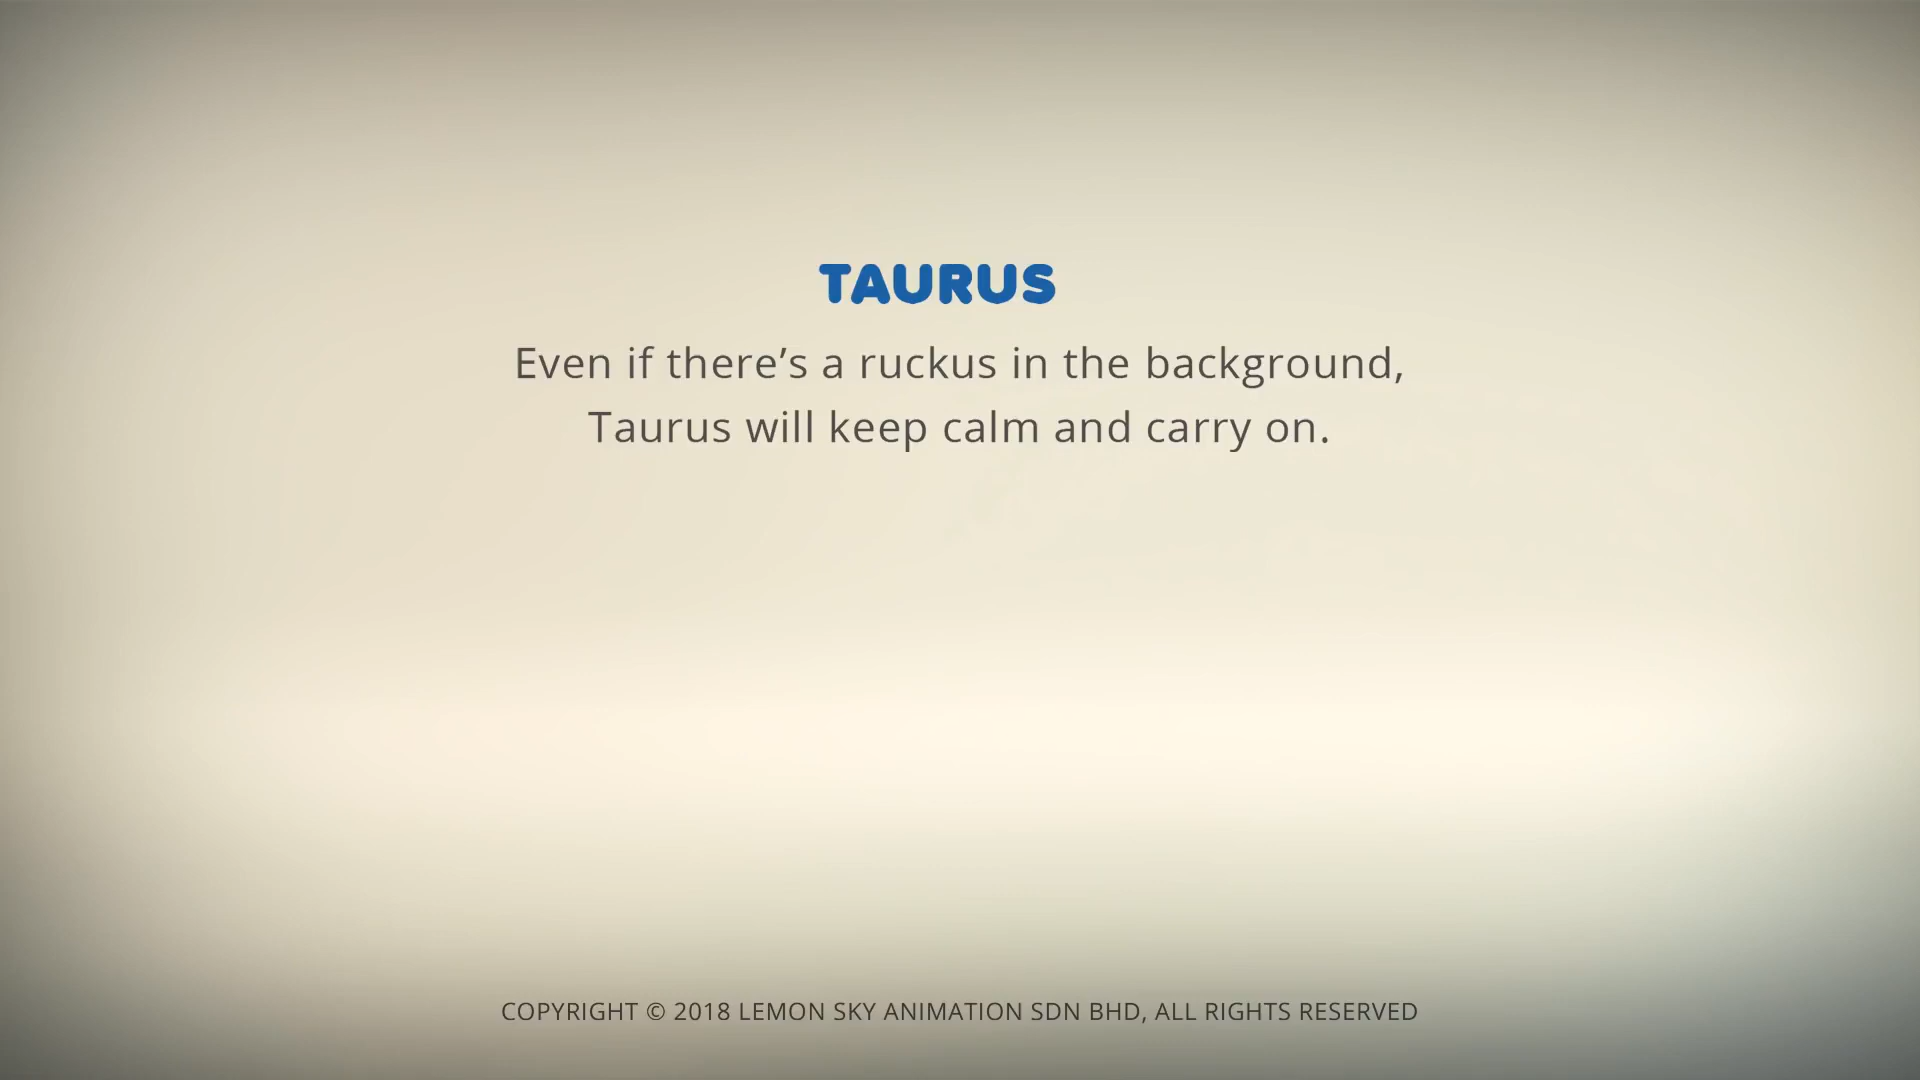 TAURUS
Even if there’s a ruckus in the background,
Taurus will keep calm and carry on.
COPYRIGHT © 2018 LEMON SKY ANIMATION SDN BHD, ALL RIGHTS RESERVED